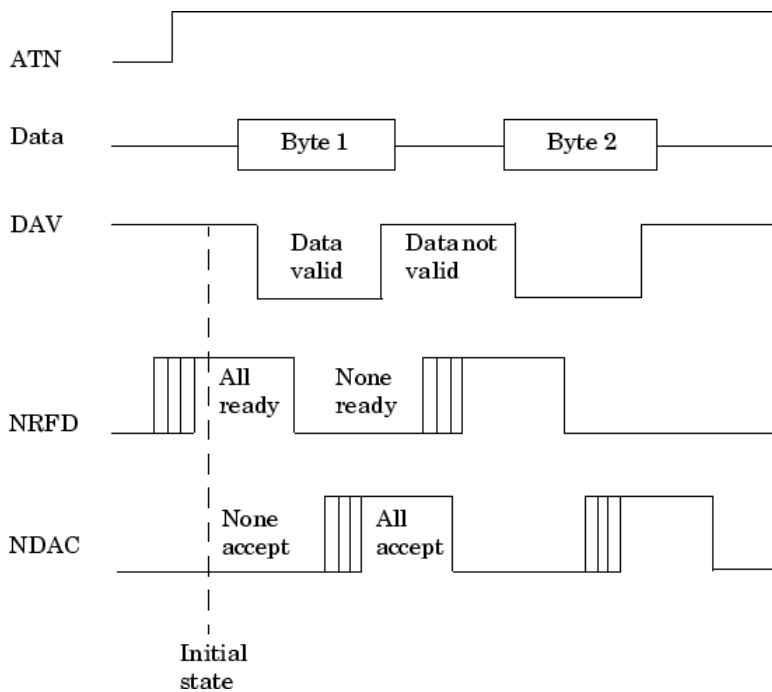 ATN
Data
Byte 1
Byte 2
DAV
Data
valid
Data not
valid
NRFD
All
ready
None
ready
NDAC
None
accept
All
accept
Initial
state